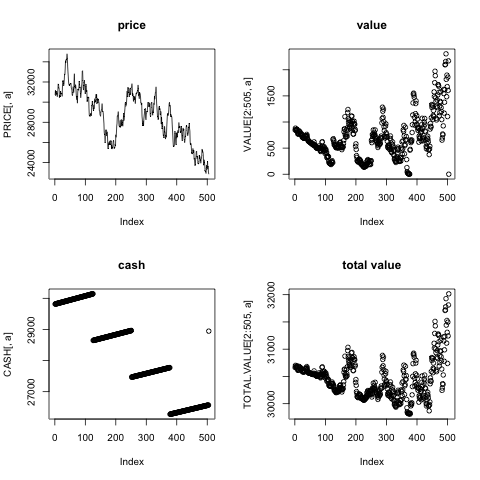 price
PRICE[, a]
24000 28000 32000
0 100 200 300 400 500
Index
value
VALUE[2:505, a]
0 500 1500
0 100 200 300 400 500
Index
cash
CASH[, a]
27000 29000
0 100 200 300 400 500
Index
total value
TOTAL.VALUE[2:505, a]
30000 31000 32000
0 100 200 300 400 500
Index